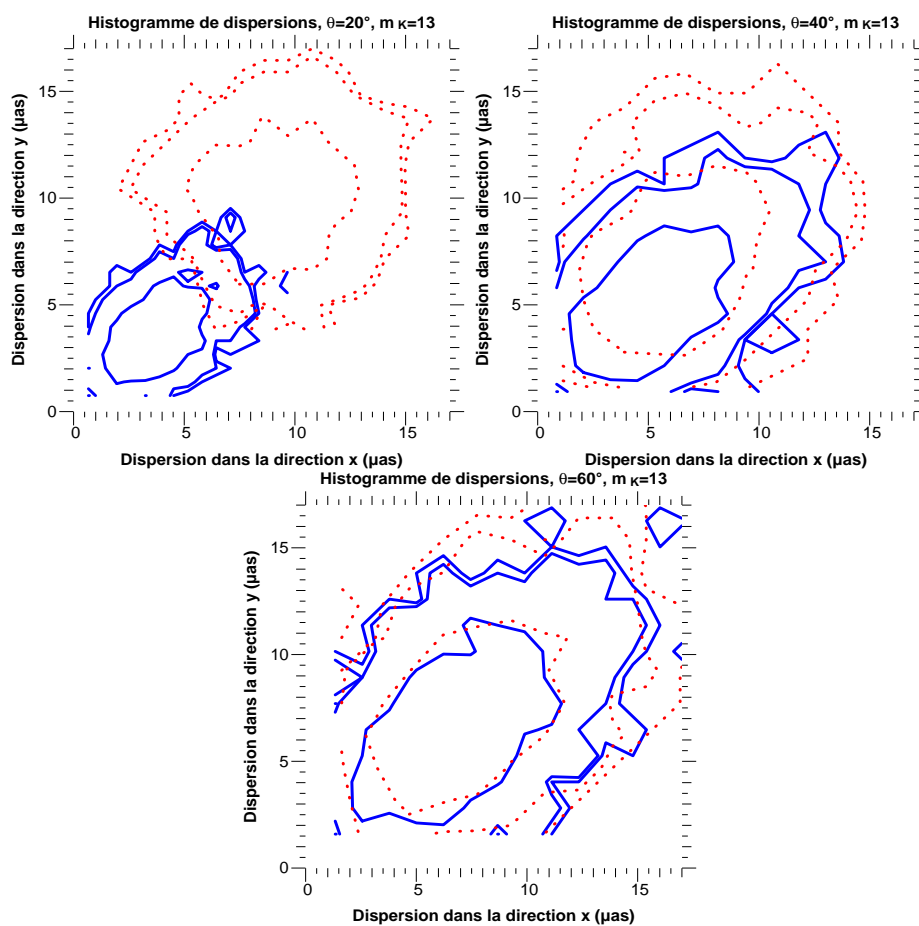 Histogramme de dispersions, θ=20°, m K=13
Dispersion dans la direction y (µas)
15
10
5
0
0
5
10
15
Dispersion dans la direction x (µas)
Histogramme de dispersions, θ=40°, m K=13
Dispersion dans la direction y (µas)
15
10
5
0
0
5
10
15
Dispersion dans la direction x (µas)
Histogramme de dispersions, θ=60°, m K=13
Dispersion dans la direction y (µas)
15
10
5
0
0
5
10
15
Dispersion dans la direction x (µas)